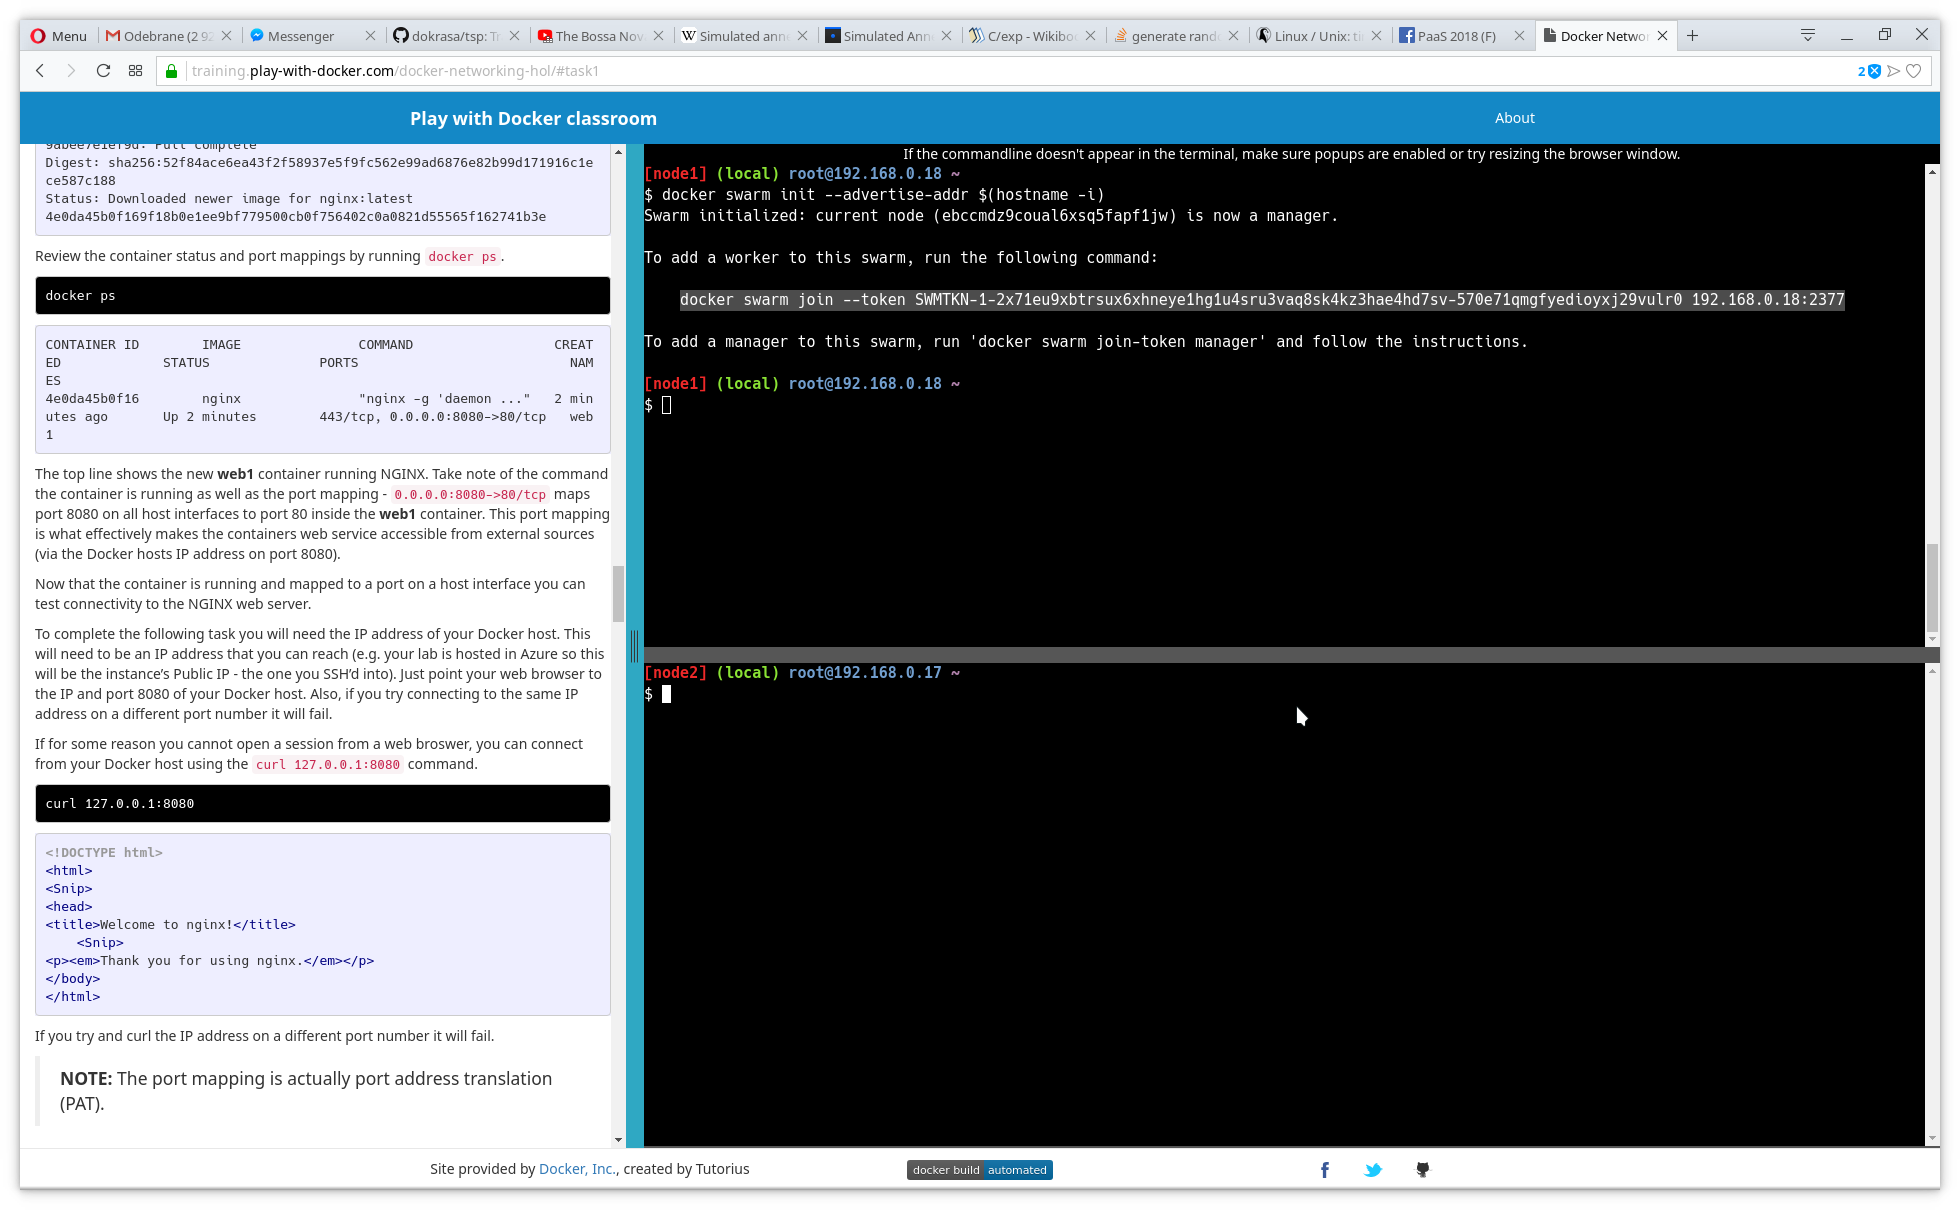 Menu
Odebrane (2 92
Messenger
dokrasa/tsp: Tr
The Bossa Nov
Simulated anne
Simulated Anne
C/exp - Wikiboo
generate rand
Linux / Unix: ti
PaaS 2018 (F)
Docker Networ
training.play-with-docker.com/docker-networking-hol/#task1
2
Play with Docker classroom
About
9abee7e1ef9d: Pull complete
Digest: sha256:52f84ace6ea43f2f58937e5f9fc562e99ad6876e82b99d171916c1e
ce587c188
Status: Downloaded newer image for nginx:latest
4e0da45b0f169f18b0e1ee9bf779500cb0f756402c0a0821d55565f162741b3e
Review the container status and port mappings by running docker ps.
docker ps
CONTAINER ID        IMAGE               COMMAND                  CREAT
ED             STATUS              PORTS                           NAM
ES
4e0da45b0f16        nginx               "nginx -g 'daemon ..."   2 min
utes ago       Up 2 minutes        443/tcp, 0.0.0.0:8080->80/tcp   web
1
The top line shows the new web1 container running NGINX. Take note of the command
the container is running as well as the port mapping - 0.0.0.0:8080->80/tcp maps
port 8080 on all host interfaces to port 80 inside the web1 container. This port mapping
is what effectively makes the containers web service accessible from external sources
(via the Docker hosts IP address on port 8080).
Now that the container is running and mapped to a port on a host interface you can
test connectivity to the NGINX web server.
To complete the following task you will need the IP address of your Docker host. This
will need to be an IP address that you can reach (e.g. your lab is hosted in Azure so this
will be the instance’s Public IP - the one you SSH’d into). Just point your web browser to
the IP and port 8080 of your Docker host. Also, if you try connecting to the same IP
address on a different port number it will fail.
If for some reason you cannot open a session from a web broswer, you can connect
from your Docker host using the curl 127.0.0.1:8080 command.
curl 127.0.0.1:8080
<!DOCTYPE html>
<html>
<Snip>
<head>
<title>Welcome to nginx!</title>
    <Snip>
<p><em>Thank you for using nginx.</em></p>
</body>
</html>
If you try and curl the IP address on a different port number it will fail.
NOTE: The port mapping is actually port address translation
(PAT).
If the commandline doesn't appear in the terminal, make sure popups are enabled or try resizing the browser window.
[node1] (local) root@192.168.0.18 ~
$ docker swarm init --advertise-addr $(hostname -i)
Swarm initialized: current node (ebccmdz9coual6xsq5fapf1jw) is now a manager.
To add a worker to this swarm, run the following command:
    docker swarm join --token SWMTKN-1-2x71eu9xbtrsux6xhneye1hg1u4sru3vaq8sk4kz3hae4hd7sv-570e71qmgfyedioyxj29vulr0 192.168.0.18:2377
To add a manager to this swarm, run 'docker swarm join-token manager' and follow the instructions.
[node1] (local) root@192.168.0.18 ~
$
[node2] (local) root@192.168.0.17 ~
$
Site provided by Docker, Inc., created by Tutorius
docker build automated